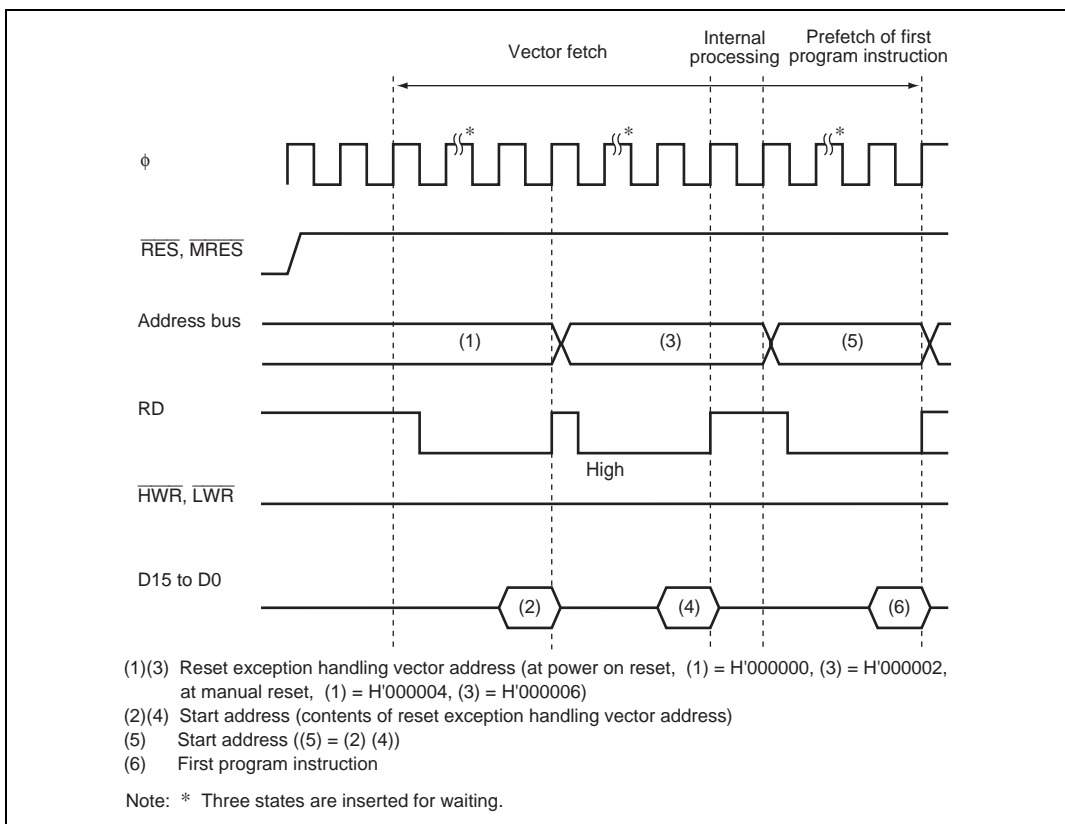 Vector fetch
Internal
processing
Prefetch of first
program instruction
ϕ
*
*
*
RES, MRES
Address bus
(1)
(3)
(5)
RD
High
HWR, LWR
D15 to D0
(2)
(4)
(6)
(1)(3) Reset exception handling vector address (at power on reset, (1) = H'000000, (3) = H'000002,
at manual reset, (1) = H'000004, (3) = H'000006)
(2)(4) Start address (contents of reset exception handling vector address)
(5) Start address ((5) = (2) (4))
(6) First program instruction
Note: * Three states are inserted for waiting.